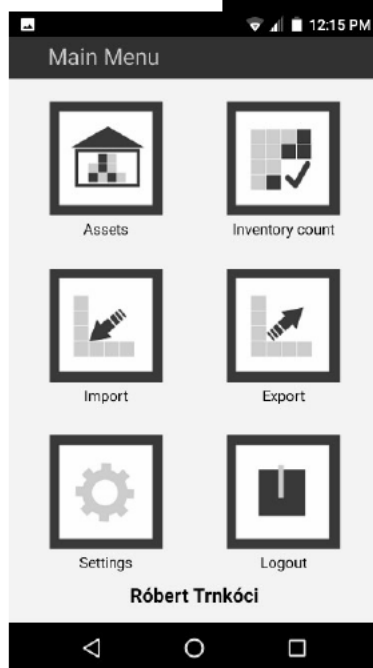 12:15 PM
Main Menu
Assets Inventory count
Import Export
Settings Logout
Róbert Trnkóci